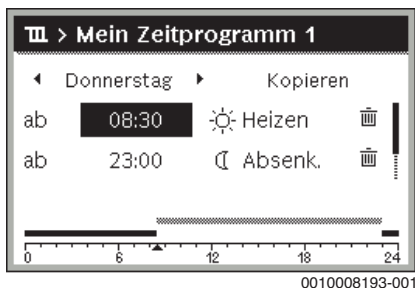 > Mein Zeitprogramm 1
Donnerstag Kopieren
ab 08:30 Heizen
ab 23:00 Absenk.
0 6 12 18 24
0010008193-001